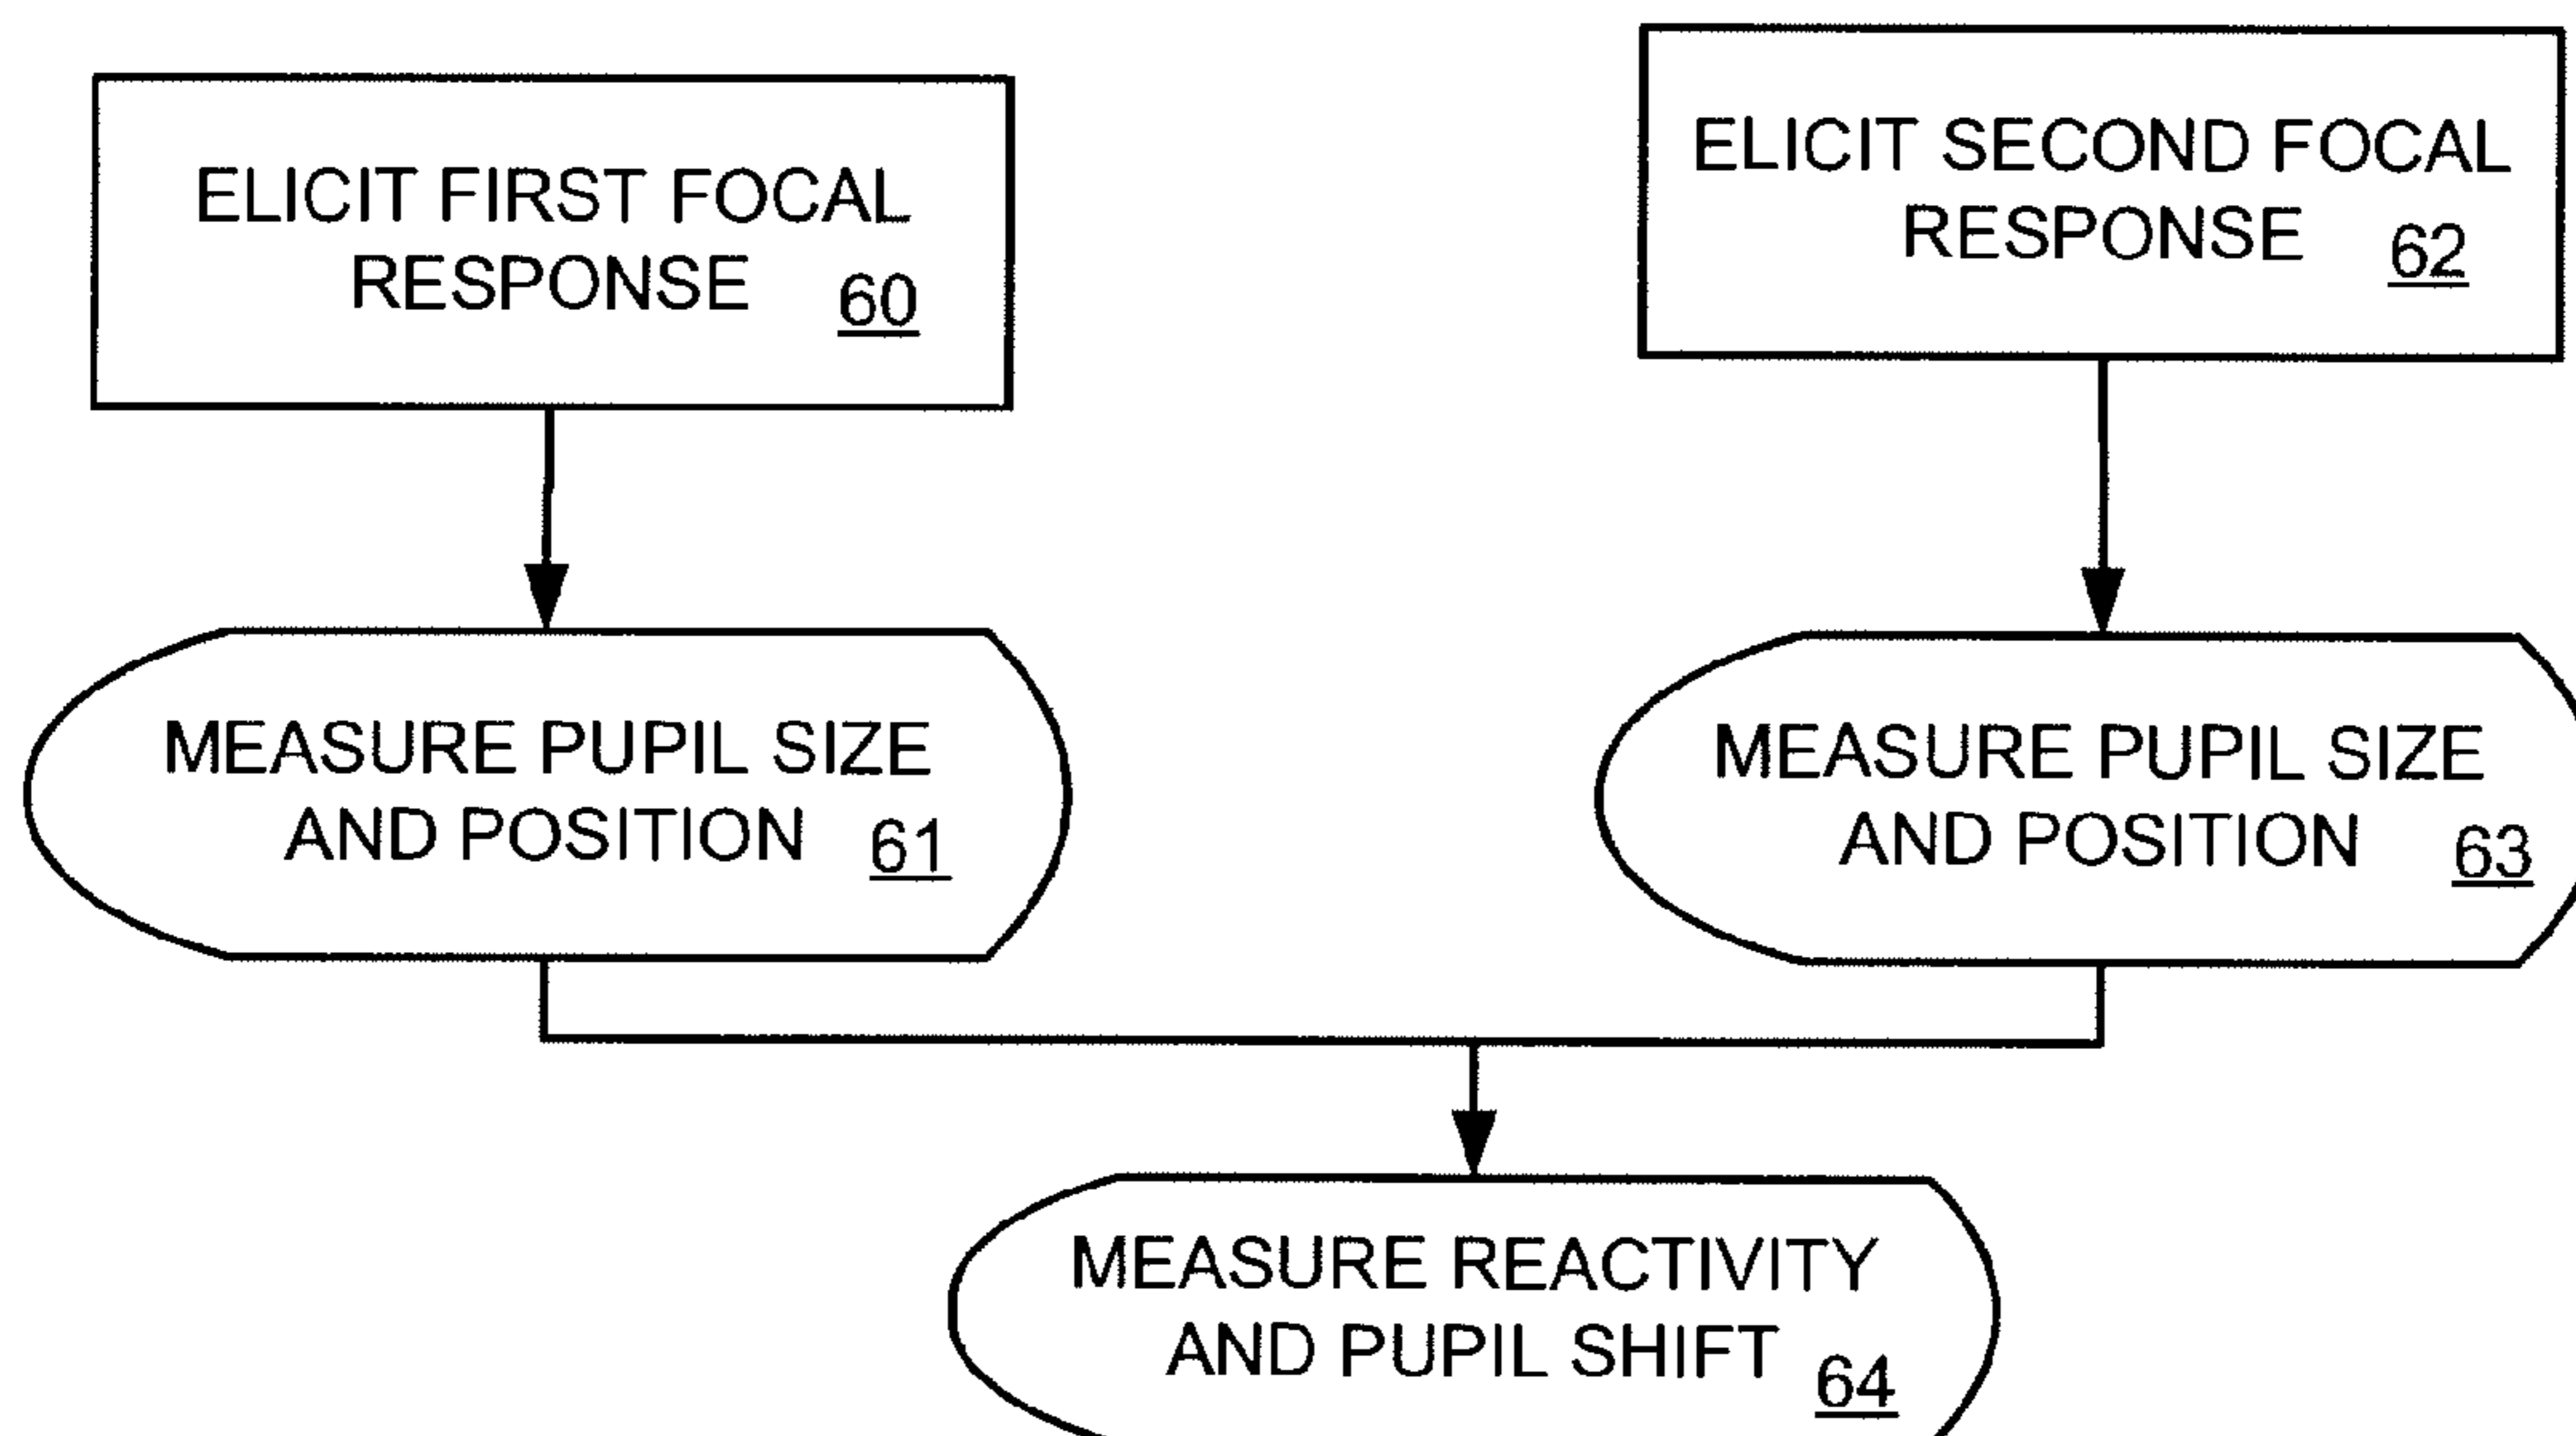 ELICIT FIRST FOCAL
RESPONSE 60
ELICIT SECOND FOCAL
RESPONSE 62
MEASURE PUPIL SIZE
AND POSITION 61
MEASURE PUPIL SIZE
AND POSITION 63
MEASURE REACTIVITY
AND PUPIL SHIFT 64